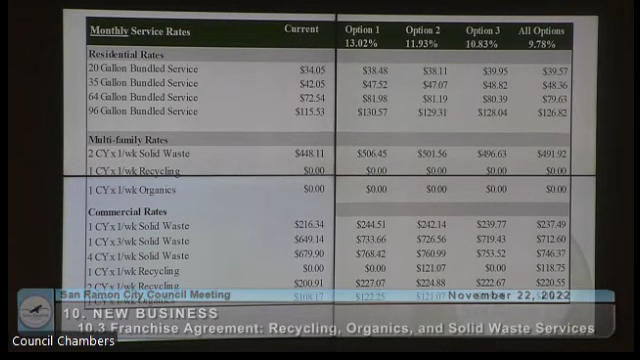 Monthly Service Rates Current Option 1 Option 2 Option 3 All Options
13.02% 11.93% 10.83% 9.78%
Residential Rates
20 Gallon Bundled Service $34.05 $38.48 $38.11 $39.95 $39.57
35 Gallon Bundled Service $42.05 $47.52 $47.07 $48.82 $48.36
64 Gallon Bundled Service $72.54 $81.98 $81.19 $80.39 $79.63
96 Gallon Bundled Service $115.53 $130.57 $129.31 $128.04 $126.82
Multi-family Rates
2 CY x 1/wk Solid Waste $448.11 $506.45 $501.56 $496.63 $491.92
1 CY x 1/wk Recycling $0.00 $0.00 $0.00 $0.00 $0.00
1 CY x 1/wk Organics $0.00 $0.00 $0.00 $0.00 $0.00
Commercial Rates
1 CY x 1/wk Solid Waste $216.34 $244.51 $242.14 $239.77 $237.49
1 CY x 3/wk Solid Waste $649.14 $733.66 $726.56 $719.43 $712.60
4 CY x 1/wk Solid Waste $679.90 $768.42 $760.99 $753.52 $746.37
1 CY x 1/wk Recycling $0.00 $0.00 $121.07 $0.00 $118.75
2 CY x 1/wk Recycling $200.91 $227.07 $224.88 $222.67 $220.55
1 CY x 1/wk Organics $108.17 $122.25 $121.07
San Ramon City Council Meeting November 22, 2022
10. NEW BUSINESS
10.3 Franchise Agreement: Recycling, Organics, and Solid Waste Services
Council Chambers